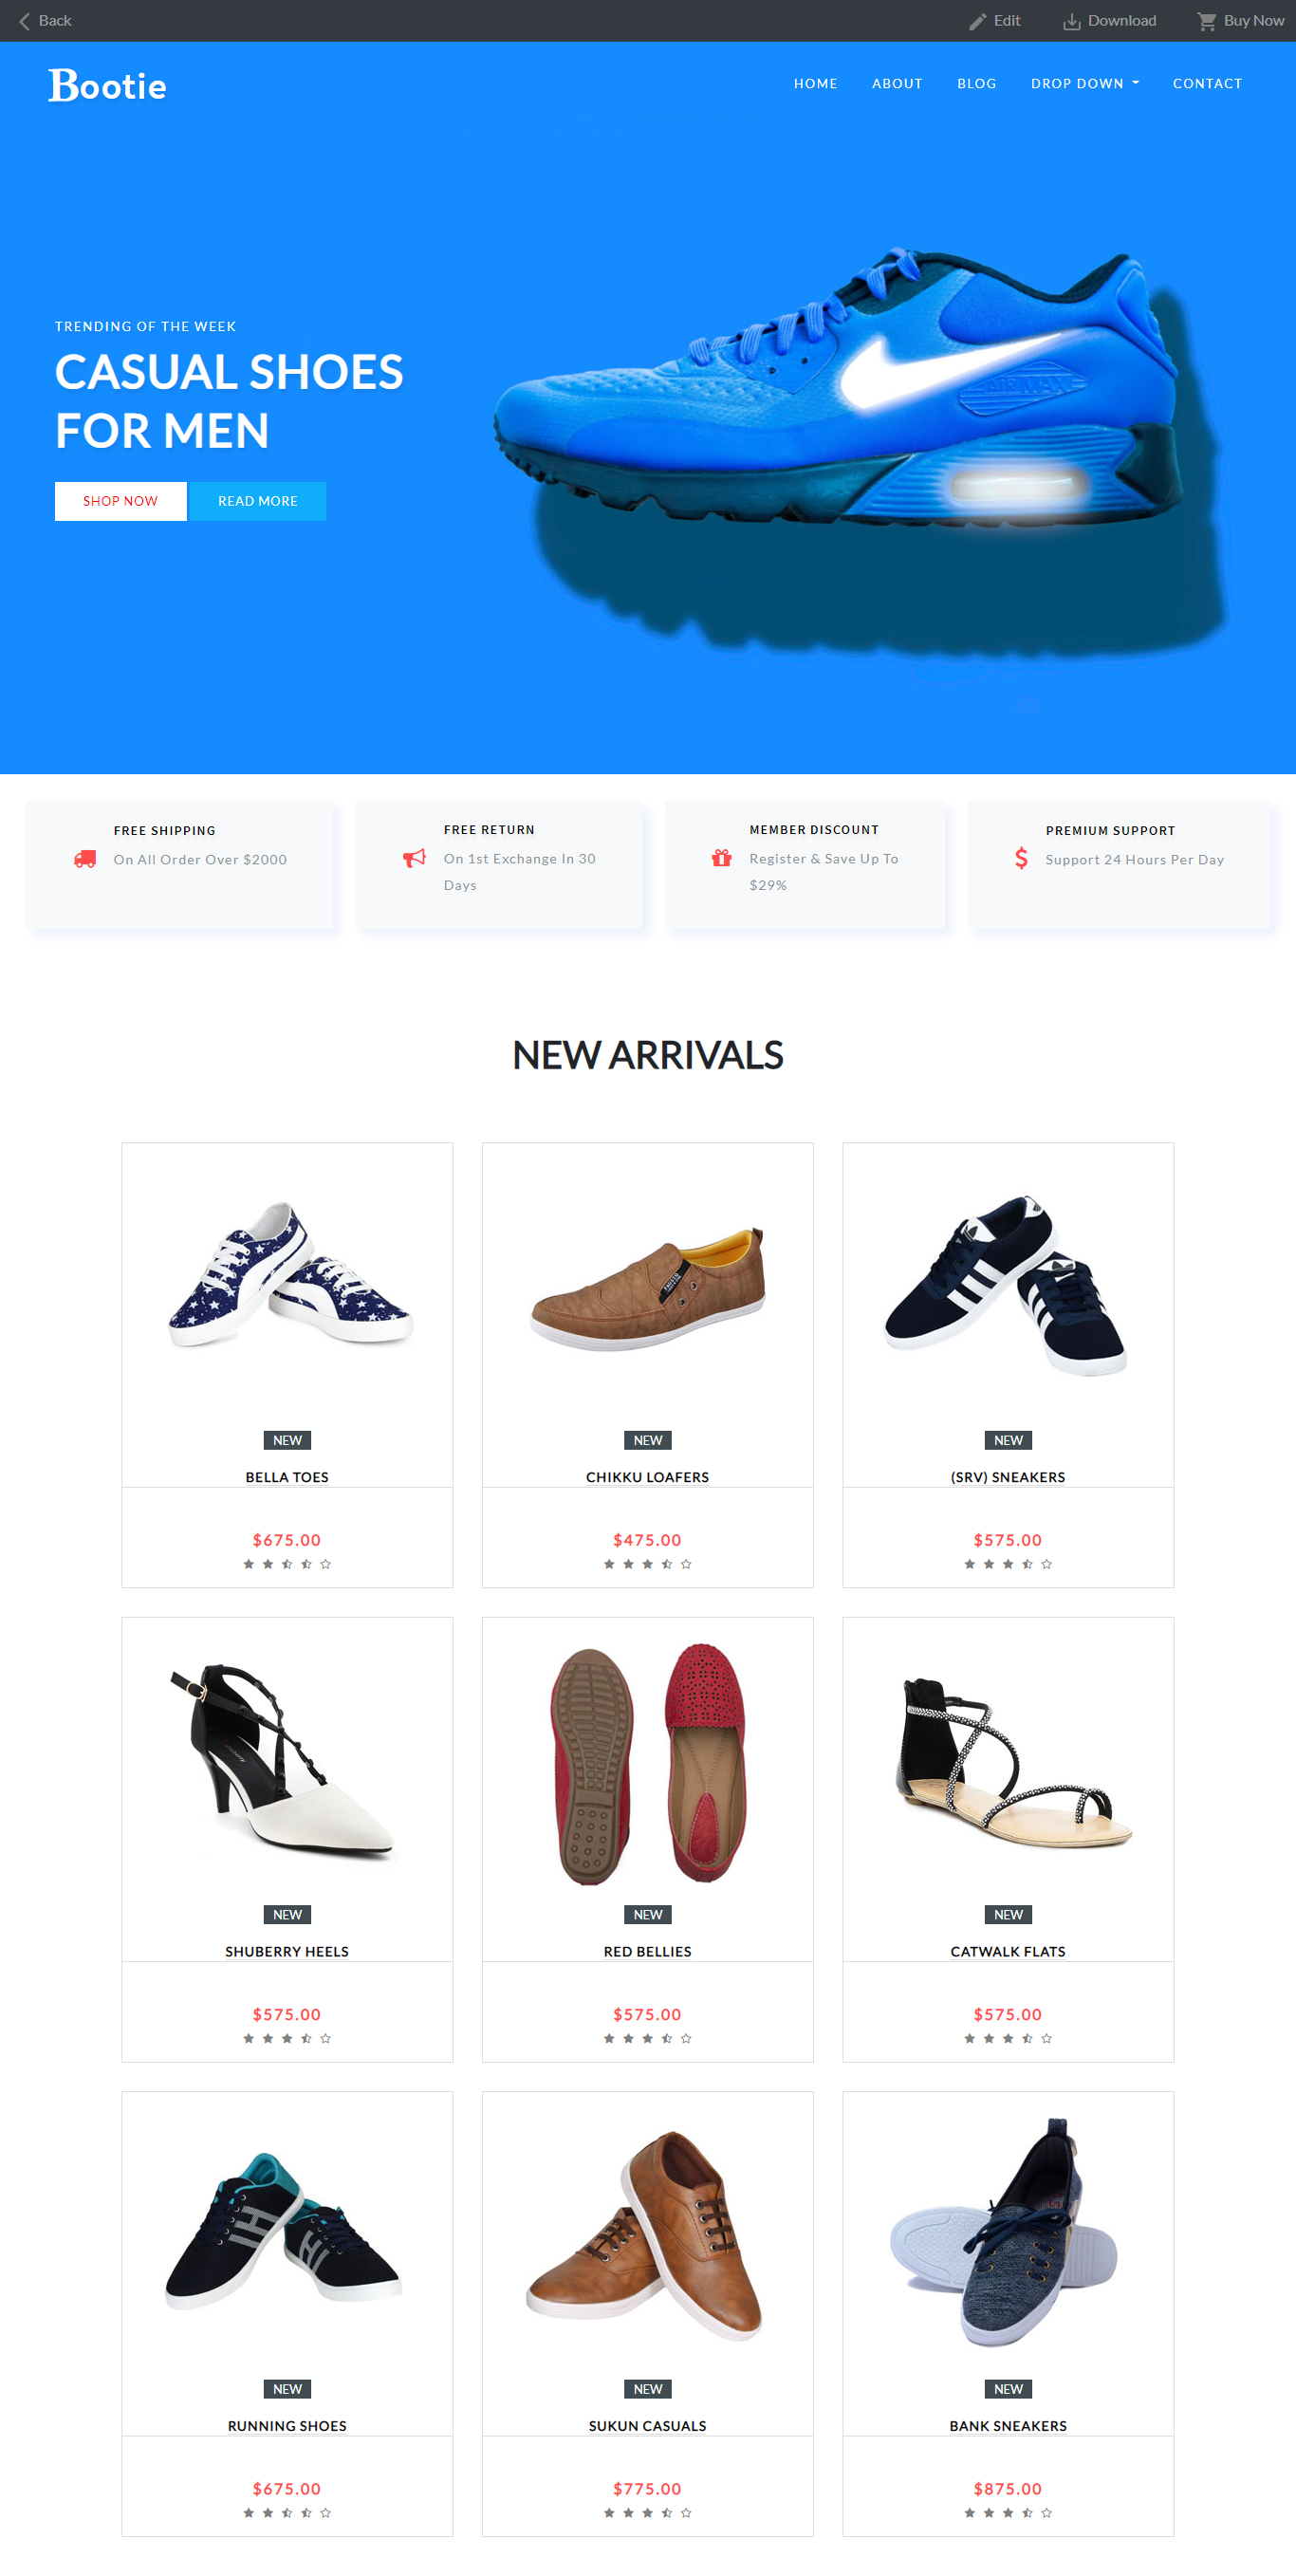 Back
Edit
Download
Buy Now
Bootie
HOME
ABOUT
BLOG
DROP DOWN
CONTACT
TRENDING OF THE WEEK
CASUAL SHOES
FOR MEN
SHOP NOW
READ MORE
AIR MAX
FREE SHIPPING
On All Order Over $2000
FREE RETURN
On 1st Exchange In 30
Days
MEMBER DISCOUNT
Register & Save Up To
$29%
PREMIUM SUPPORT
Support 24 Hours Per Day
NEW ARRIVALS
NEW
BELLA TOES
$675.00
NEW
CHIKKU LOAFERS
$475.00
NEW
(SRV) SNEAKERS
$575.00
NEW
SHUBERRY HEELS
$575.00
NEW
RED BELLIES
$575.00
NEW
CATWALK FLATS
$575.00
NEW
RUNNING SHOES
$675.00
NEW
SUKUN CASUALS
$775.00
NEW
BANK SNEAKERS
$875.00